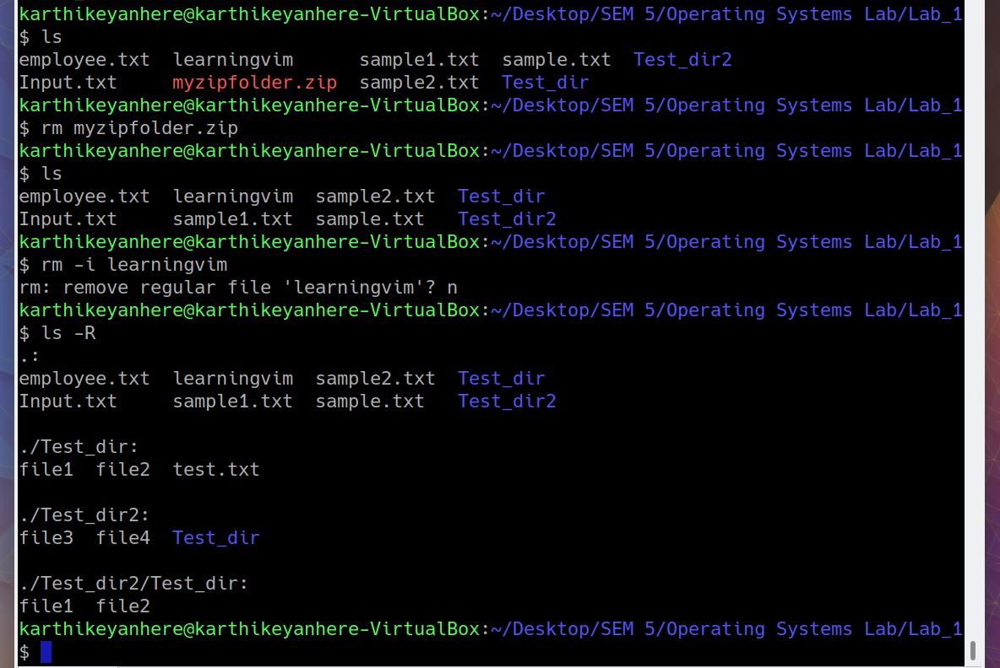 karthikeyanhere@karthikeyanhere-VirtualBox:~/Desktop/SEM 5/Operating Systems Lab/Lab_1
$ ls
employee.txt  learningvim      sample1.txt  sample.txt  Test_dir2
Input.txt     myzipfolder.zip  sample2.txt  Test_dir
karthikeyanhere@karthikeyanhere-VirtualBox:~/Desktop/SEM 5/Operating Systems Lab/Lab_1
$ rm myzipfolder.zip
karthikeyanhere@karthikeyanhere-VirtualBox:~/Desktop/SEM 5/Operating Systems Lab/Lab_1
$ ls
employee.txt  learningvim  sample2.txt  Test_dir
Input.txt     sample1.txt  sample.txt   Test_dir2
karthikeyanhere@karthikeyanhere-VirtualBox:~/Desktop/SEM 5/Operating Systems Lab/Lab_1
$ rm -i learningvim
rm: remove regular file 'learningvim'? n
karthikeyanhere@karthikeyanhere-VirtualBox:~/Desktop/SEM 5/Operating Systems Lab/Lab_1
$ ls -R
.:
employee.txt  learningvim  sample2.txt  Test_dir
Input.txt     sample1.txt  sample.txt   Test_dir2

./Test_dir:
file1  file2  test.txt

./Test_dir2:
file3  file4  Test_dir

./Test_dir2/Test_dir:
file1  file2
karthikeyanhere@karthikeyanhere-VirtualBox:~/Desktop/SEM 5/Operating Systems Lab/Lab_1
$